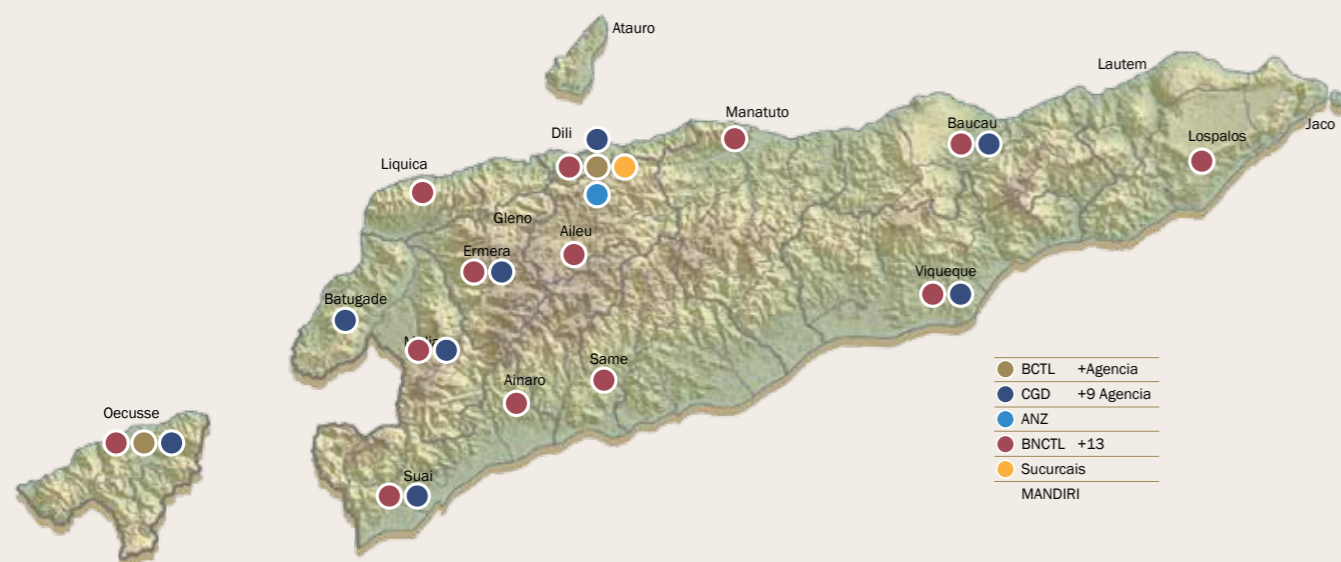 Atauro
Lautem
Manatuto
Jaco
Baucau
Dili
Lospalos
Liquica
Gleno
Aileu
Ermera
Viqueque
Batugade
Same
Ainaro
Oecusse
Suai
BCTL +Agencia
CGD +9 Agencia
ANZ
BNCTL +13
Sucurcais
MANDIRI